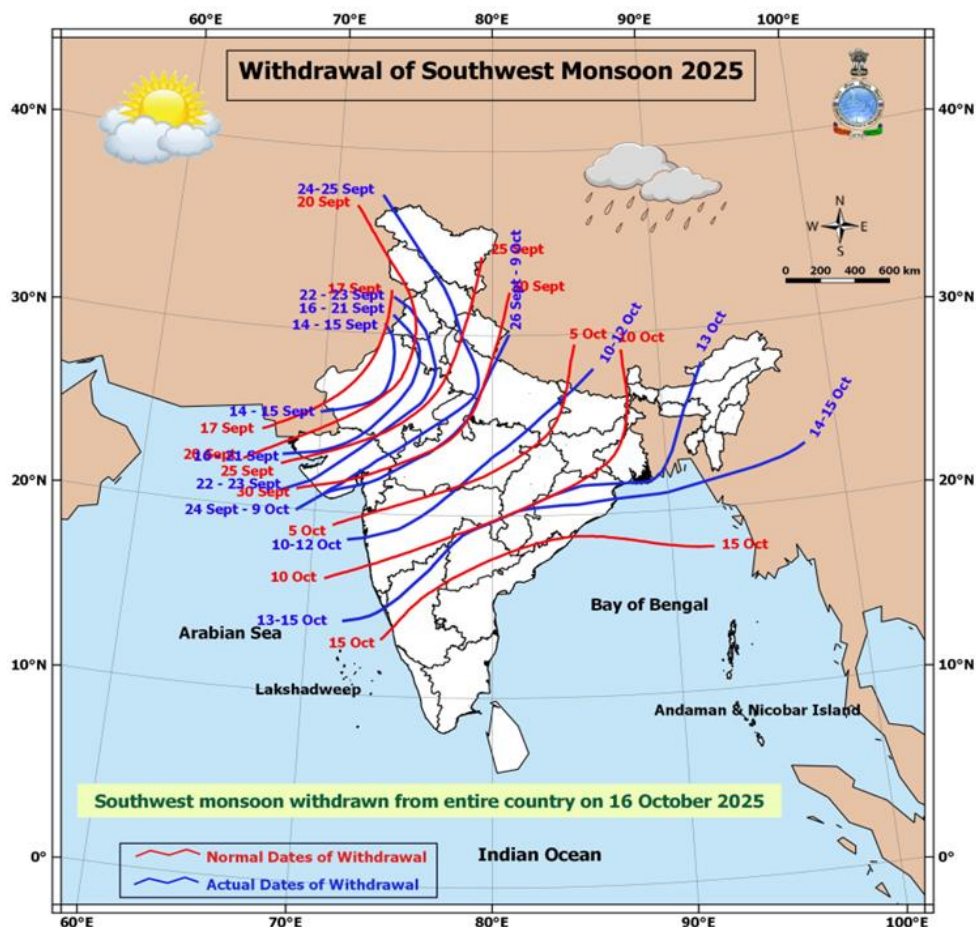 60°E 70°E 80°E 90°E 100°E
Withdrawal of Southwest Monsoon 2025
40°N 40°N
24-25 Sept
20 Sept
N
W E
S
25 Sept
26 Sept - 9 Oct
0 200 400 600 km
17 Sept
30°N 30°N
22 - 23 Sept
16 - 21 Sept
14 - 15 Sept
5 Oct
10 Oct
10-12 Oct
13 Oct
14-15 Oct
14 - 15 Sept
17 Sept
16 - 21 Sept
25 Sept
22 - 23 Sept
30 Sept
24 Sept - 9 Oct
20°N 20°N
5 Oct
10-12 Oct
10 Oct
15 Oct
13-15 Oct
15 Oct
Bay of Bengal
Arabian Sea
10°N 10°N
Lakshadweep
Andaman & Nicobar Island
Southwest monsoon withdrawn from entire country on 16 October 2025
0° 0°
Normal Dates of Withdrawal
Actual Dates of Withdrawal
Indian Ocean
60°E 70°E 80°E 90°E 100°E